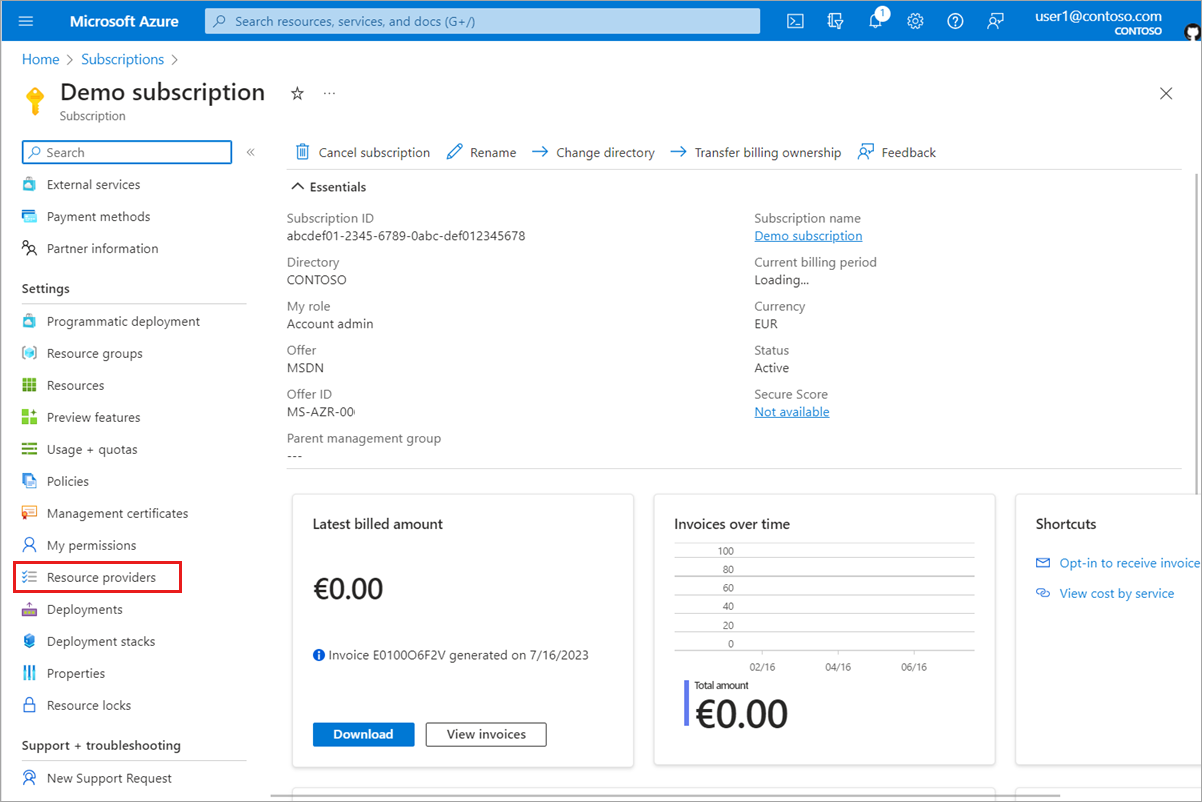 Microsoft Azure
Search resources, services, and docs (G+/)
1
user1@contoso.com
CONTOSO
Home > Subscriptions >
Demo subscription
Subscription
Search
External services
Payment methods
Partner information
Settings
Programmatic deployment
Resource groups
Resources
Preview features
Usage + quotas
Policies
Management certificates
My permissions
Resource providers
Deployments
Deployment stacks
Properties
Resource locks
Support + troubleshooting
New Support Request
Cancel subscription
Rename
Change directory
Transfer billing ownership
Feedback
Essentials
Subscription ID
abcdef01-2345-6789-0abc-def012345678
Directory
CONTOSO
My role
Account admin
Offer
MSDN
Offer ID
MS-AZR-00
Parent management group
---
Subscription name
Demo subscription
Current billing period
Loading...
Currency
EUR
Status
Active
Secure Score
Not available
Latest billed amount
€0.00
Invoice E0100O6F2V generated on 7/16/2023
Download
View invoices
Invoices over time
100
80
60
40
20
0
02/16
04/16
06/16
Total amount
€0.00
Shortcuts
Opt-in to receive invoice
View cost by service